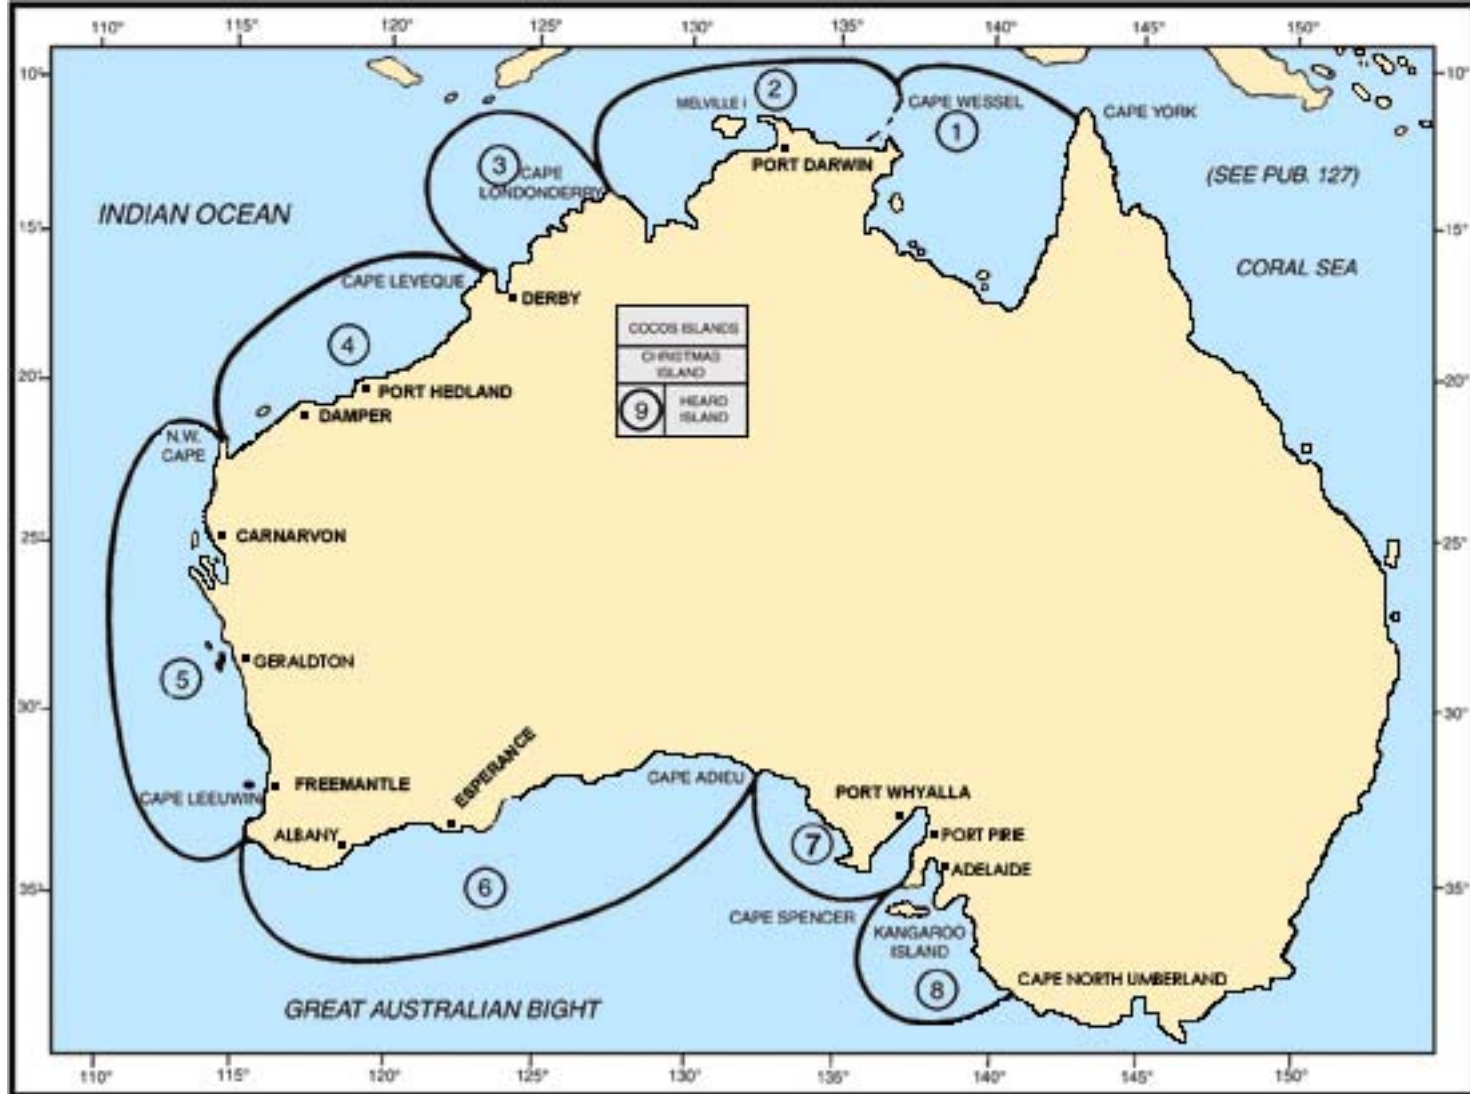 110° 115° 120° 125° 130° 135° 140° 145° 150°
10° 10°
MELVILLE I
2
CAPE WESSEL
1
CAPE YORK
3
CAPE
LONDONDERRY
PORT DARWIN
(SEE PUB. 127)
INDIAN OCEAN
15° 15°
CORAL SEA
CAPE LEVEQUE
DERBY
4
COCOS ISLANDS
CHRISTMAS
ISLAND
9
HEARD
ISLAND
20° 20°
PORT HEDLAND
DAMPER
N.W.
CAPE
CARNARVON
25° 25°
GERALDTON
5
30° 30°
ESPERANCE
FREEMANTLE
CAPE LEEUWIN
ALBANY
CAPE ADIEU
PORT WHYALLA
7
PORT PIRIE
ADELAIDE
35° 35°
6
CAPE SPENCER
KANGAROO
ISLAND
8
CAPE NORTH UMBERLAND
GREAT AUSTRALIAN BIGHT
110° 115° 120° 125° 130° 135° 140° 145° 150°